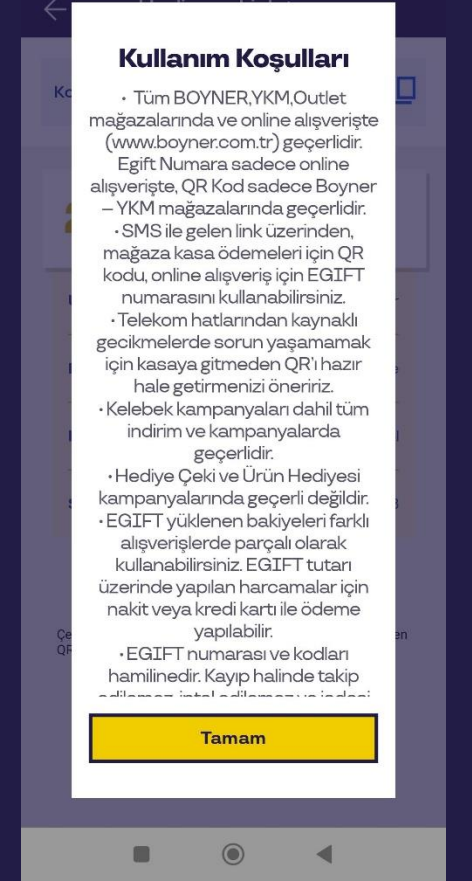 Kullanım Koşulları
• Tüm BOYNER,YKM,Outlet
mağazalarında ve online alışverişte
(www.boyner.com.tr) geçerlidir.
Egift Numara sadece online
alışverişte, QR Kod sadece Boyner
– YKM mağazalarında geçerlidir.
•SMS ile gelen link üzerinden,
mağaza kasa ödemeleri için QR
kodu, online alışveriş için EGIFT
numarasını kullanabilirsiniz.
•Telekom hatlarından kaynaklı
gecikmelerde sorun yaşamamak
için kasaya gitmeden QR'ı hazır
hale getirmenizi öneririz.
•Kelebek kampanyaları dahil tüm
indirim ve kampanyalarda
geçerlidir.
•Hediye Çeki ve Ürün Hediyesi
kampanyalarında geçerli değildir.
•EGIFT yüklenen bakiyeleri farklı
alışverişlerde parçalı olarak
kullanabilirsiniz. EGIFT tutarı
üzerinde yapılan harcamalar için
nakit veya kredi kartı ile ödeme
yapılabilir.
•EGIFT numarası ve kodları
hamilinedir. Kayıp halinde takip
Tamam